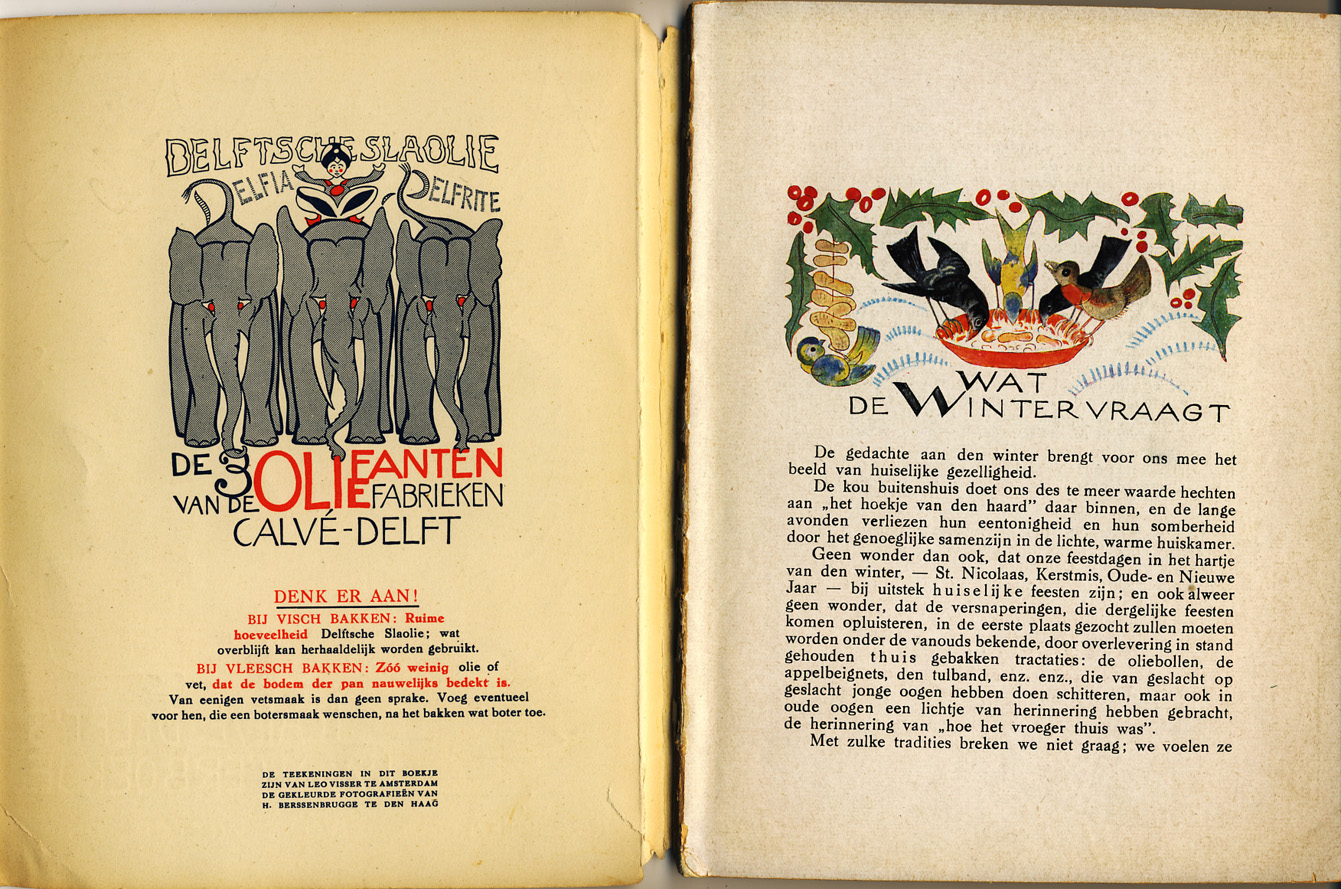 DELFTSCHE SLAOLIE
DELFIA DELFRITE
DE 3 OLIEFANTEN
VAN DE OLIEFABRIEKEN
CALVÉ-DELFT
DENK ER AAN!
BIJ VISCH BAKKEN: Ruime
hoeveelheid Delftsche Slaolie; wat
overblijft kan herhaaldelijk worden gebruikt.
BIJ VLEESCH BAKKEN: Zóó weinig olie of
vet, dat de bodem der pan nauwelijks bedekt is.
Van eenigen vetsmaak is dan geen sprake. Voeg eventueel
voor hen, die een botersmaak wenschen, na het bakken wat boter toe.
DE TEEKENINGEN IN DIT BOEKJE
ZIJN VAN LEO VISSER TE AMSTERDAM
DE GEKLEURDE FOTOGRAFIEËN VAN
H. BERSSENBRUGGE TE DEN HAAG
WAT
DE WINTER VRAAGT
De gedachte aan den winter brengt voor ons mee het
beeld van huiselijke gezelligheid.
De kou buitenshuis doet ons des te meer waarde hechten
aan „het hoekje van den haard” daar binnen, en de lange
avonden verliezen hun eentonigheid en hun somberheid
door het genoeglijke samenzijn in de lichte, warme huiskamer.
Geen wonder dan ook, dat onze feestdagen in het hartje
van den winter, — St. Nicolaas, Kerstmis, Oude- en Nieuwe
Jaar — bij uitstek huiselijke feesten zijn; en ook alweer
geen wonder, dat de versnaperingen, die dergelijke feesten
komen opluisteren, in de eerste plaats gezocht zullen moeten
worden onder de vanouds bekende, door overlevering in stand
gehouden thuis gebakken tractaties: de oliebollen, de
appelbeignets, den tulband, enz. enz., die van geslacht op
geslacht jonge oogen hebben doen schitteren, maar ook in
oude oogen een lichtje van herinnering hebben gebracht,
de herinnering van „hoe het vroeger thuis was”.
Met zulke tradities breken we niet graag; we voelen ze